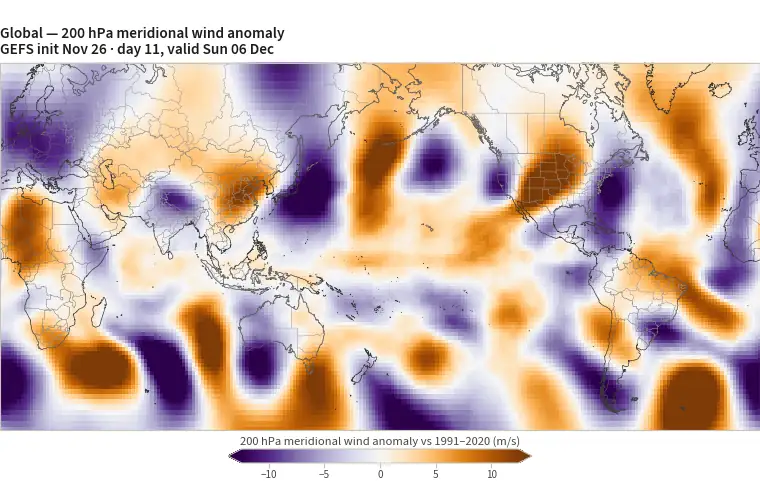 Global — 200 hPa meridional wind anomaly
GEFS init Nov 26 · day 11, valid Sun 06 Dec
200 hPa meridional wind anomaly vs 1991–2020 (m/s)
−10 −5 0 5 10